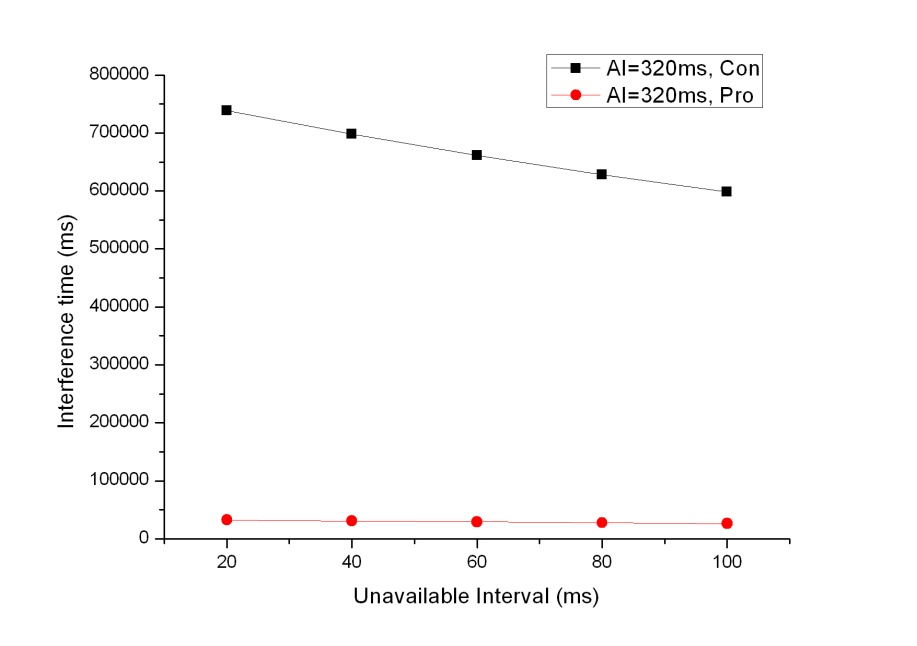 AI=320ms, Con
AI=320ms, Pro
800000
700000
600000
500000
400000
300000
200000
100000
0
Interference time (ms)
20 40 60 80 100
Unavailable Interval (ms)